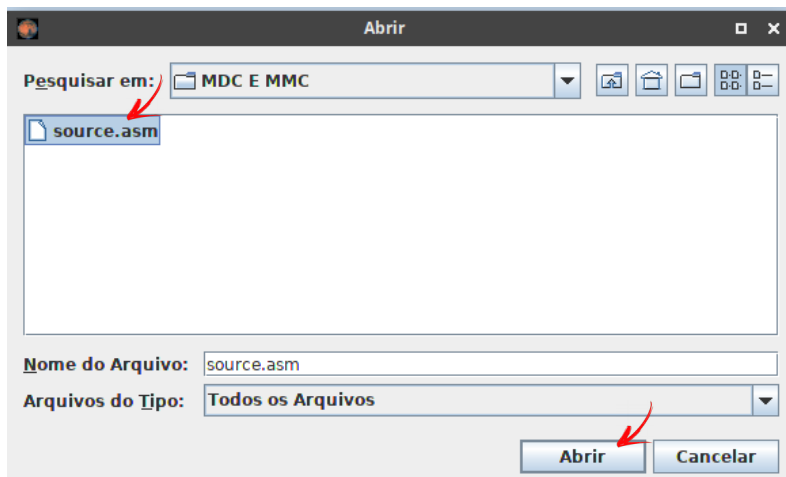 Abrir
Pesquisar em: MDC E MMC
source.asm
Nome do Arquivo: source.asm
Arquivos do Tipo: Todos os Arquivos
Abrir Cancelar